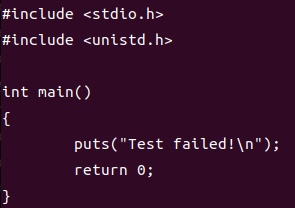 #include <stdio.h>
#include <unistd.h>

int main()
{
        puts("Test failed!\n");
        return 0;
}